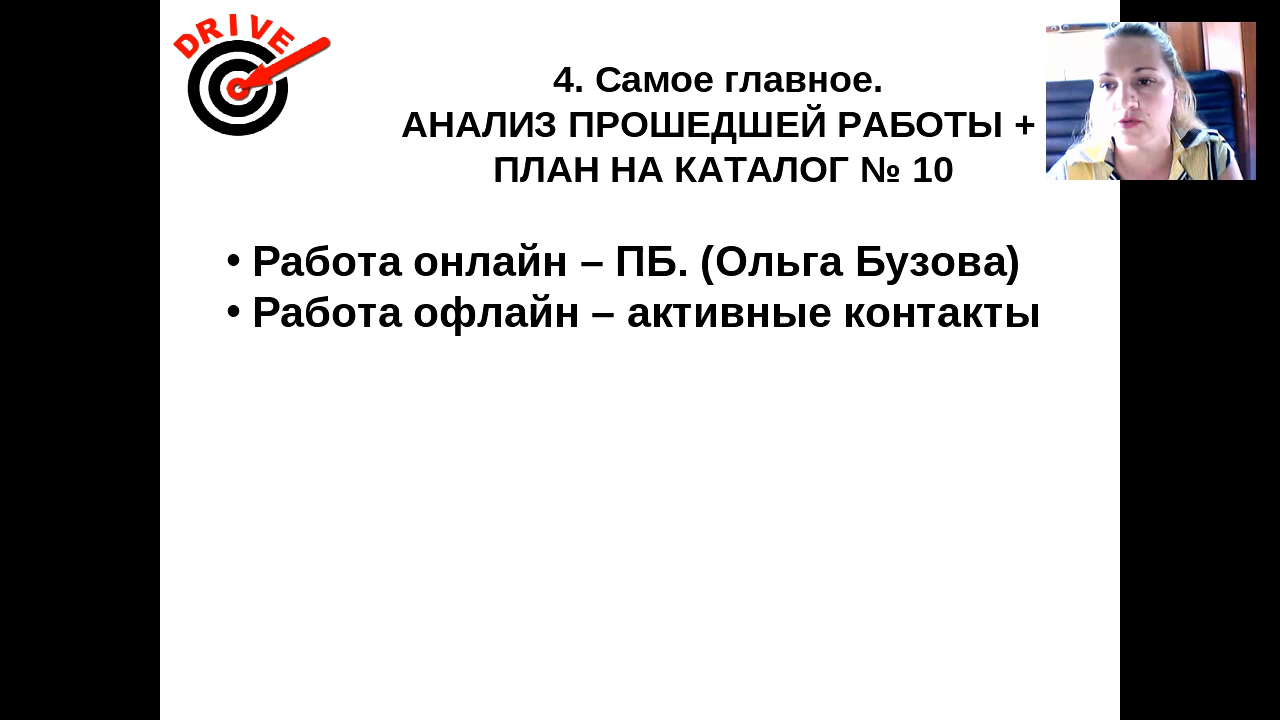 DRIVE
4. Самое главное.
АНАЛИЗ ПРОШЕДШЕЙ РАБОТЫ +
ПЛАН НА КАТАЛОГ № 10
• Работа онлайн – ПБ. (Ольга Бузова)
• Работа офлайн – активные контакты